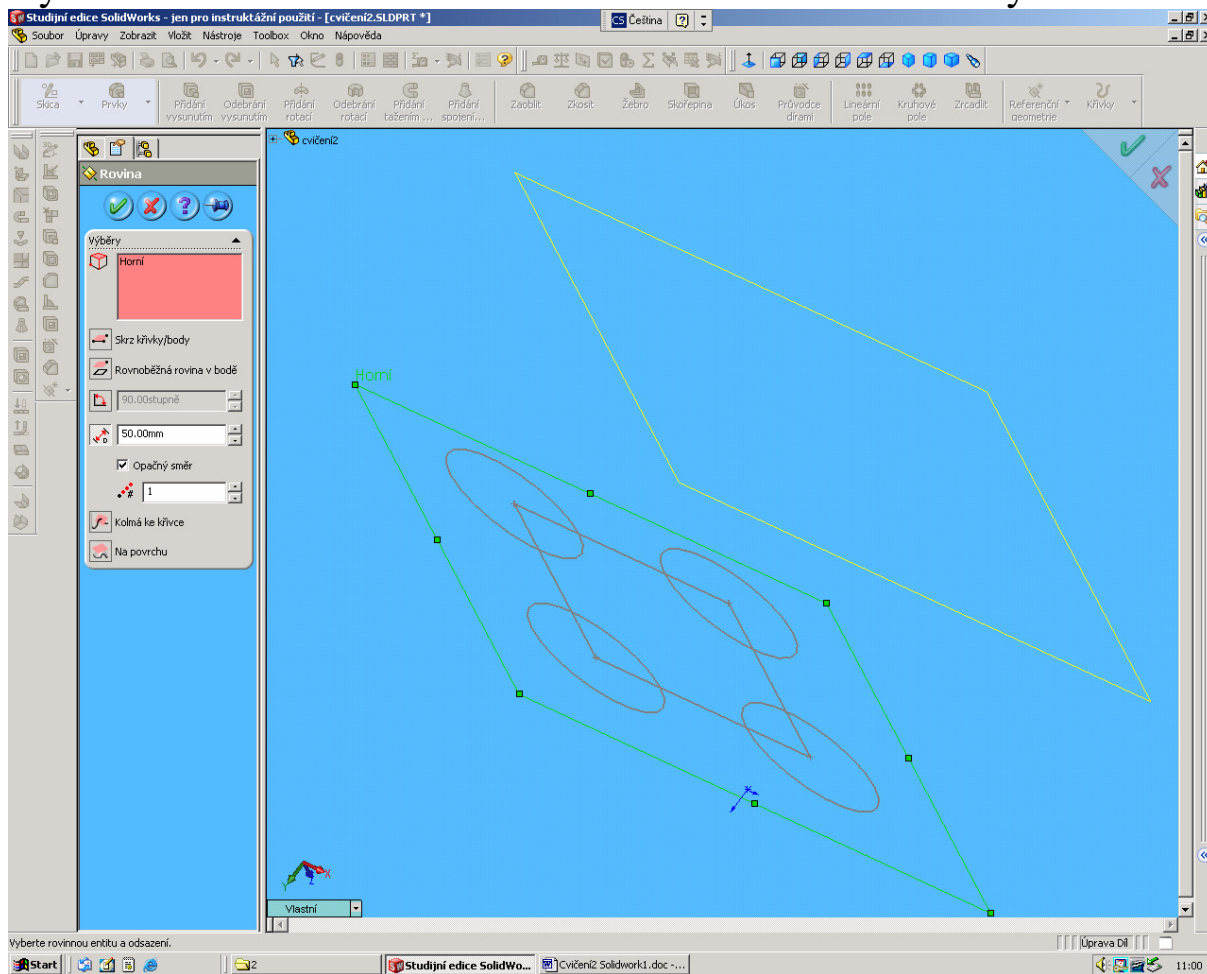 Studijní edice SolidWorks - jen pro instruktážní použití - [cvičení2.SLDPRT *]
CS Čeština
Soubor Úpravy Zobrazit Vložit Nástroje Toolbox Okno Nápověda
Skica
Prvky
Přidání vysunutím
Odebrání vysunutím
Přidání rotací
Odebrání rotací
Přidání tažením ...
Přidání spojení...
Zaoblit
Zkosit
Žebro
Skořepina
Úkos
Průvodce dírami
Lineární pole
Kruhové pole
Zrcadlit
Referenční geometrie
Křivky
cvičení2
Rovina
Výběry
Horní
Skrz křivky/body
Rovnoběžná rovina v bodě
90.00stupně
50.00mm
Opačný směr
# 1
Kolmá ke křivce
Na povrchu
Horní
X
Y
Z
Vlastní
Vyberte rovinnou entitu a odsazení.
Úprava Díl
Start
2
Studijní edice SolidWo...
Cvičení2 Solidwork1.doc -...
11:00